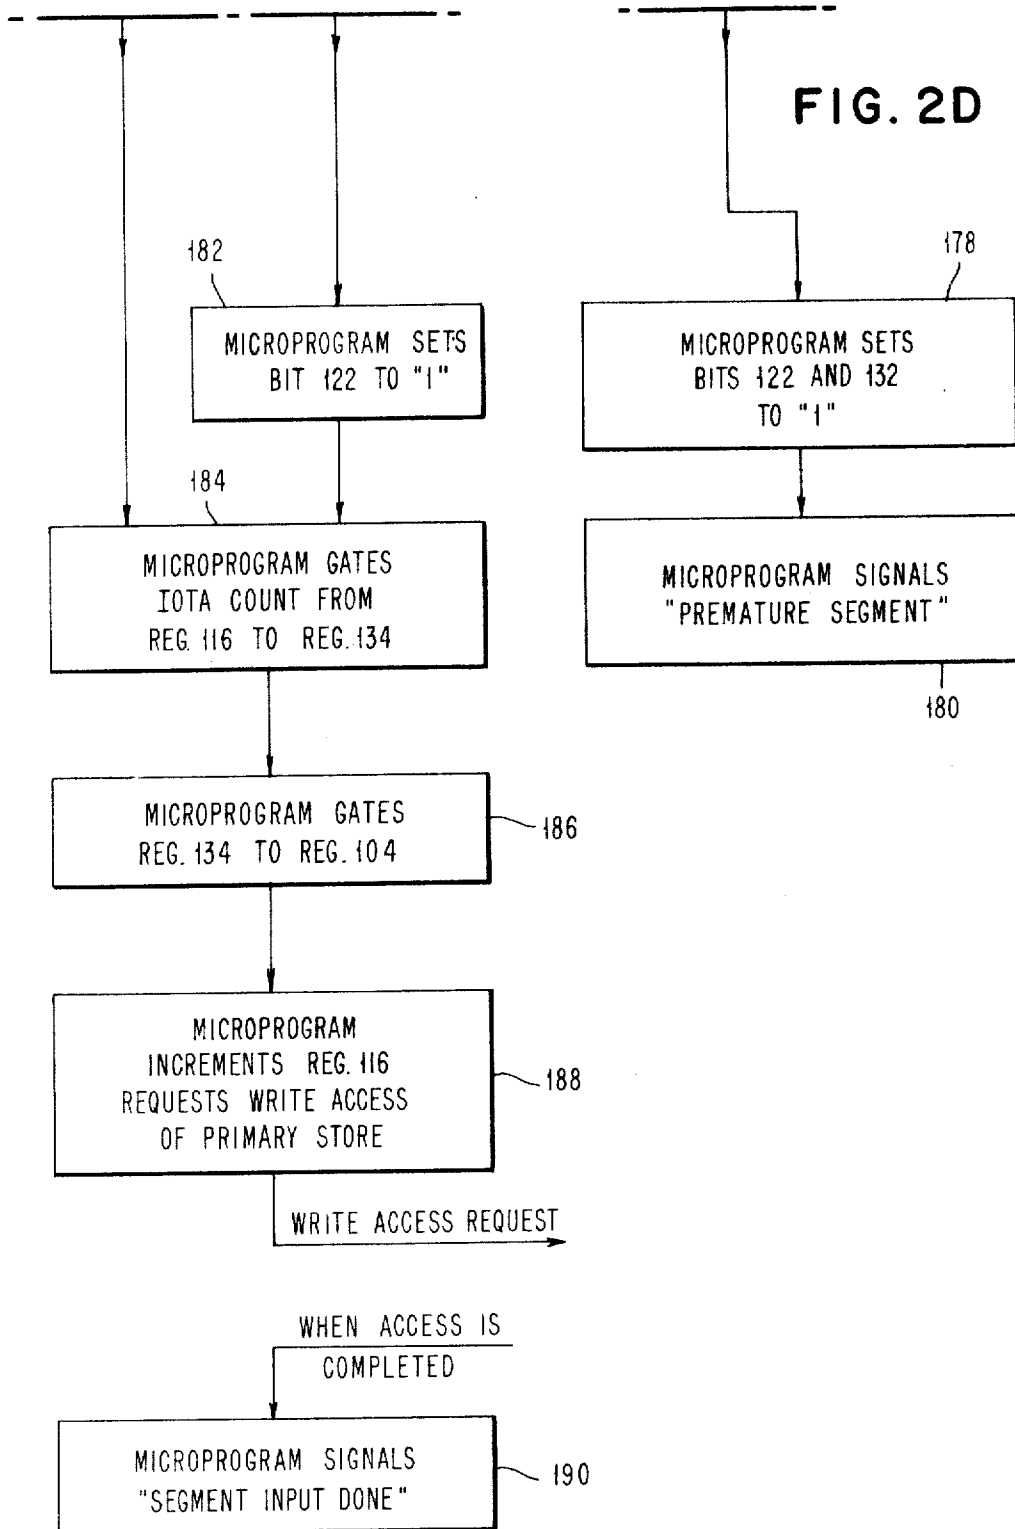 FIG. 2D
182
MICROPROGRAM SETS
BIT 122 TO "1"
178
MICROPROGRAM SETS
BITS 122 AND 132
TO "1"
184
MICROPROGRAM GATES
IOTA COUNT FROM
REG. 116 TO REG. 134
MICROPROGRAM SIGNALS
"PREMATURE SEGMENT"
180
MICROPROGRAM GATES
REG. 134 TO REG. 104
186
MICROPROGRAM
INCREMENTS REG. 116
REQUESTS WRITE ACCESS
OF PRIMARY STORE
188
WRITE ACCESS REQUEST
WHEN ACCESS IS
COMPLETED
MICROPROGRAM SIGNALS
"SEGMENT INPUT DONE"
190